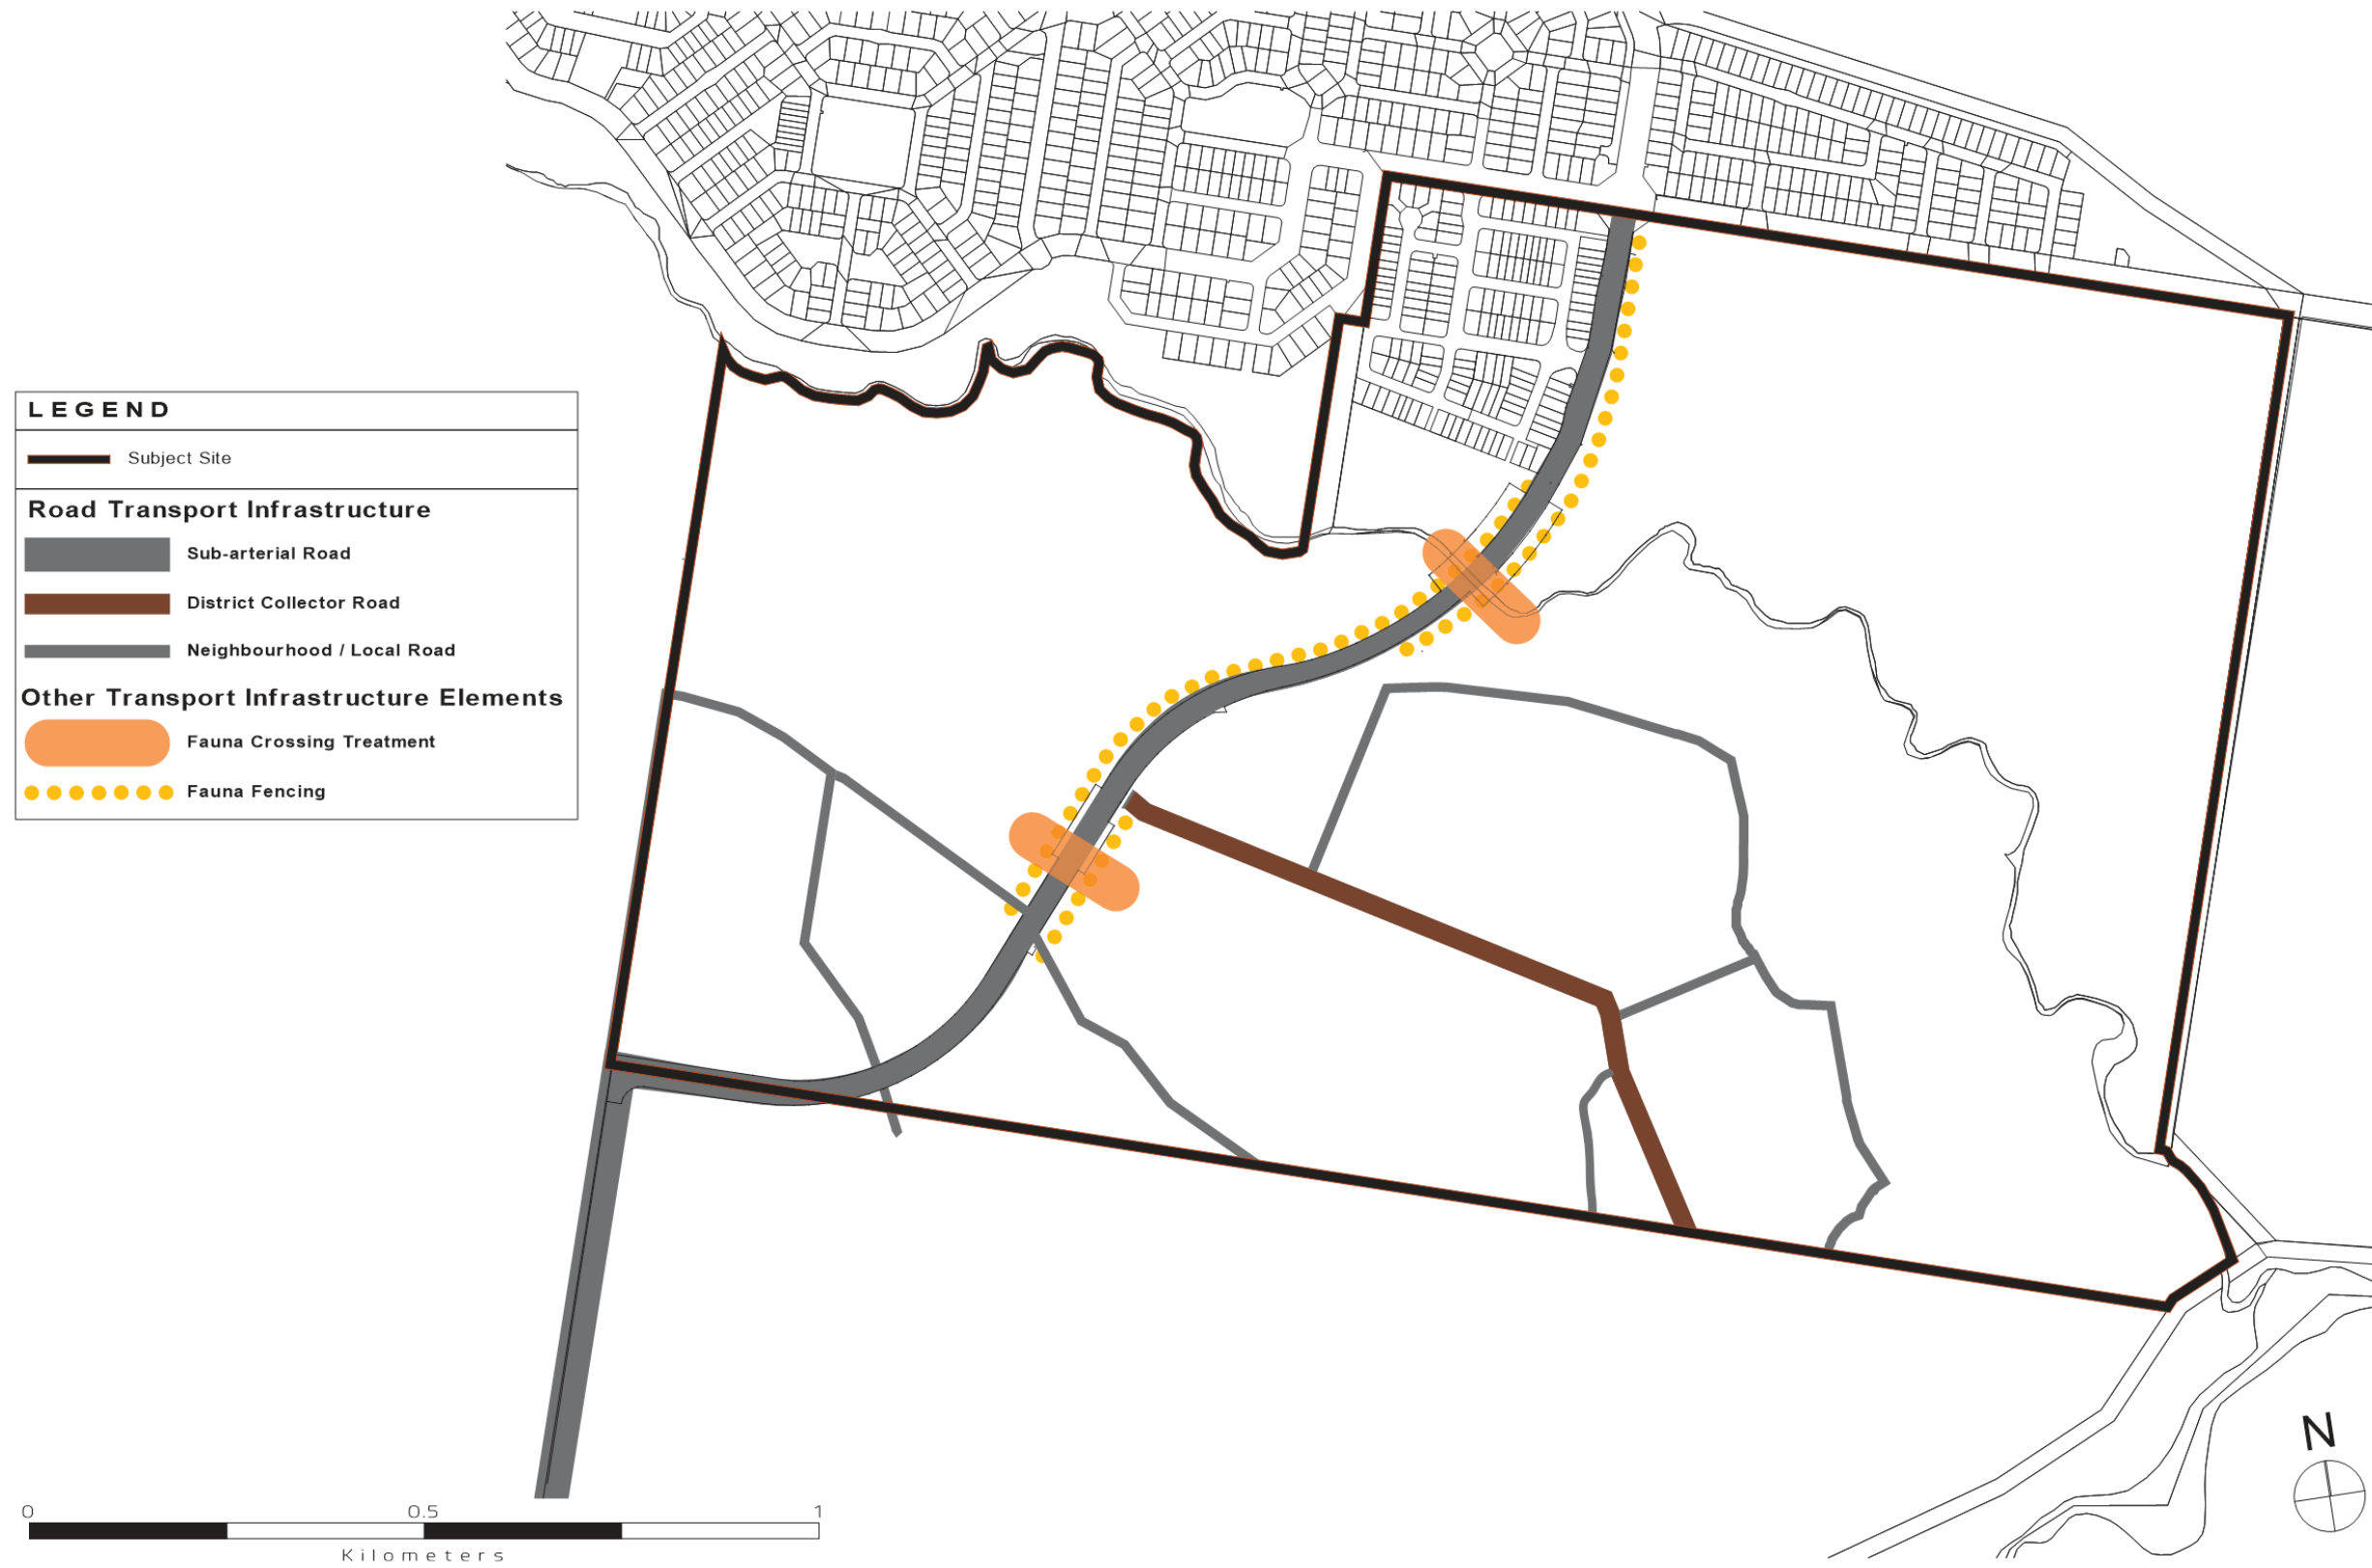 LEGEND
Subject Site
Road Transport Infrastructure
Sub-arterial Road
District Collector Road
Neighbourhood / Local Road
Other Transport Infrastructure Elements
Fauna Crossing Treatment
Fauna Fencing
N
0 0.5 1
Kilometers